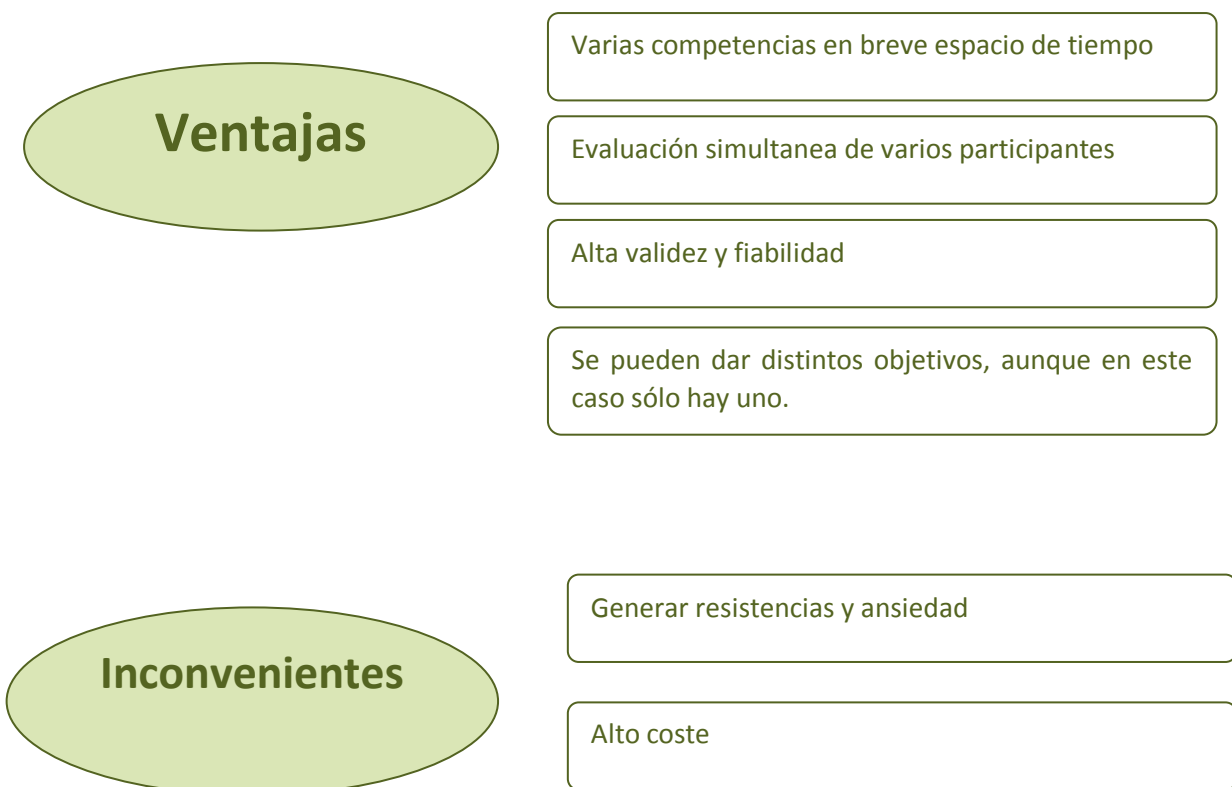 Ventajas
Varias competencias en breve espacio de tiempo
Evaluación simultanea de varios participantes
Alta validez y fiabilidad
Se pueden dar distintos objetivos, aunque en este
caso sólo hay uno.
Inconvenientes
Generar resistencias y ansiedad
Alto coste